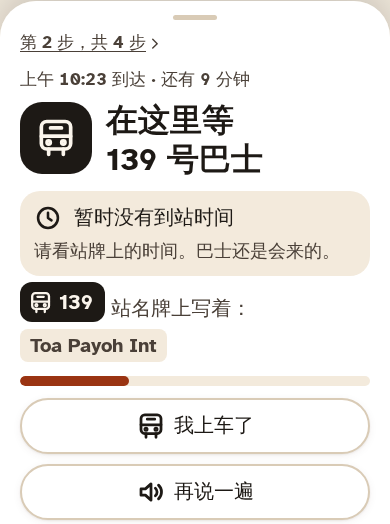 第 2 步，共 4 步
上午 10:23 到达 · 还有 9 分钟
在这里等
139 号巴士
暂时没有到站时间
请看站牌上的时间。巴士还是会来的。
139 站名牌上写着：
Toa Payoh Int
我上车了
再说一遍